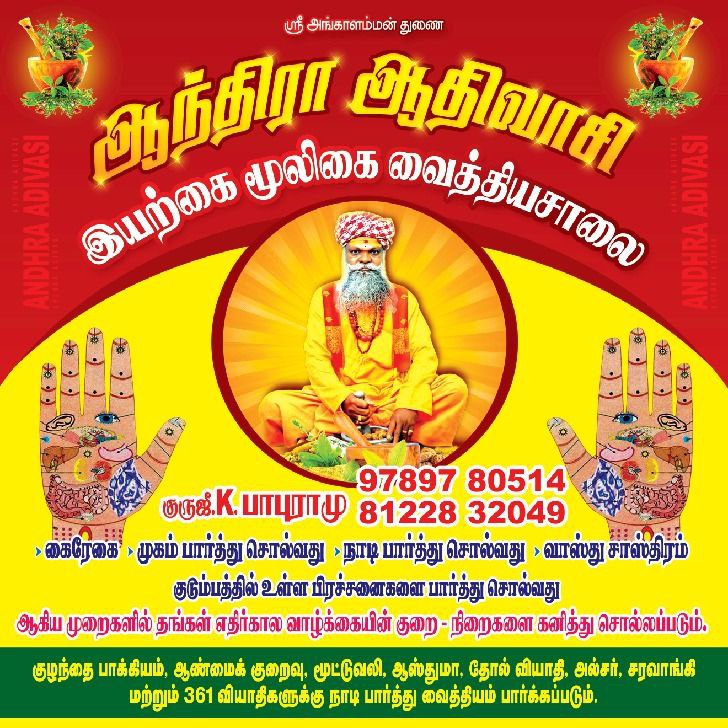 ஸ்ரீ அங்காளம்மன் துணை
ஆந்திரா ஆதிவாசி
இயற்கை மூலிகை வைத்தியசாலை
ANDHRA ADIVASI
ANDHRA ADIVASI
குருஜீ.K.பாபுராமு
97897 80514
81228 32049
› கைரேகை › முகம் பார்த்து சொல்வது › நாடி பார்த்து சொல்வது › வாஸ்து சாஸ்திரம்
குடும்பத்தில் உள்ள பிரச்சனைகளை பார்த்து சொல்வது
ஆகிய முறைகளில் தங்கள் எதிர்கால வாழ்க்கையின் குறை - நிறைகளை கணித்து சொல்லப்படும்.
குழந்தை பாக்கியம், ஆண்மைக் குறைவு, மூட்டுவலி, ஆஸ்துமா, தோல் வியாதி, அல்சர், சரவாங்கி
மற்றும் 361 வியாதிகளுக்கு நாடி பார்த்து வைத்தியம் பார்க்கப்படும்.